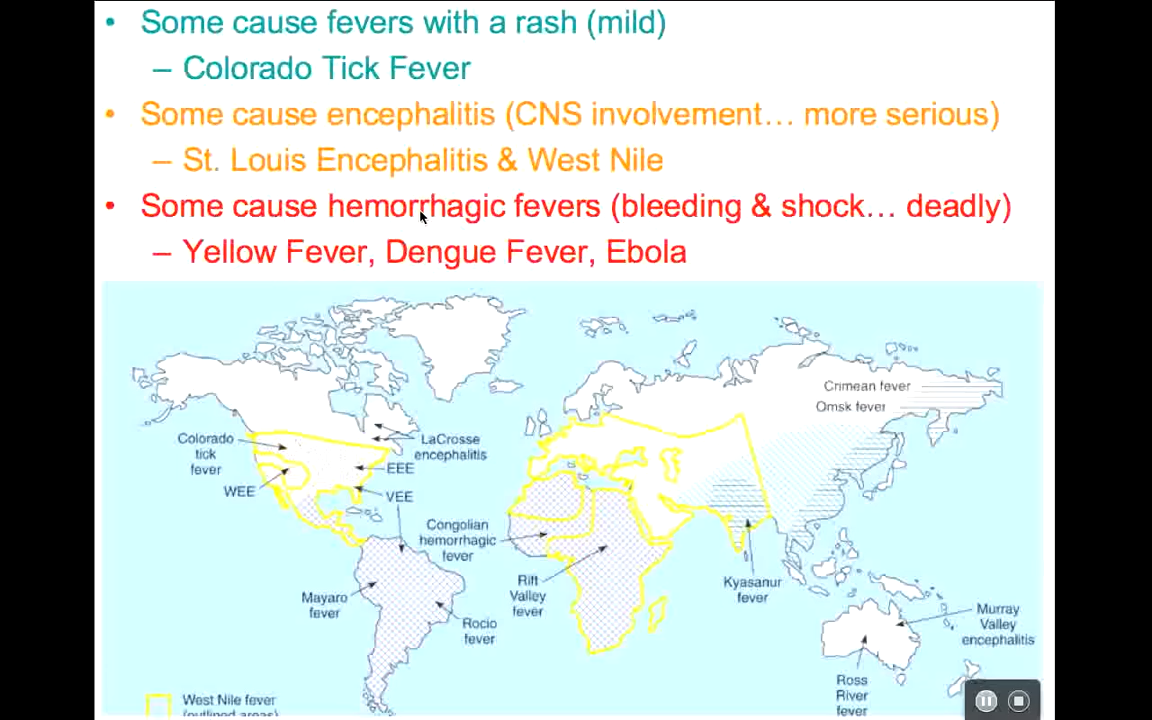 • Some cause fevers with a rash (mild)
– Colorado Tick Fever
• Some cause encephalitis (CNS involvement… more serious)
– St. Louis Encephalitis & West Nile
• Some cause hemorrhagic fevers (bleeding & shock… deadly)
– Yellow Fever, Dengue Fever, Ebola
Crimean fever
Omsk fever
Colorado
tick
fever
LaCrosse
encephalitis
EEE
WEE
VEE
Congolian
hemorrhagic
fever
Rift
Valley
fever
Kyasanur
fever
Mayaro
fever
Rocio
fever
Murray
Valley
encephalitis
Ross
River
fever
West Nile fever
(outlined areas)